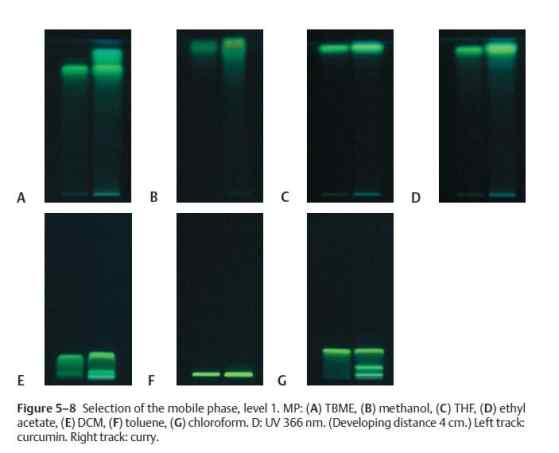 A
B
C
D
E
F
G
Figure 5–8 Selection of the mobile phase, level 1. MP: (A) TBME, (B) methanol, (C) THF, (D) ethyl
acetate, (E) DCM, (F) toluene, (G) chloroform. D: UV 366 nm. (Developing distance 4 cm.) Left track:
curcumin. Right track: curry.